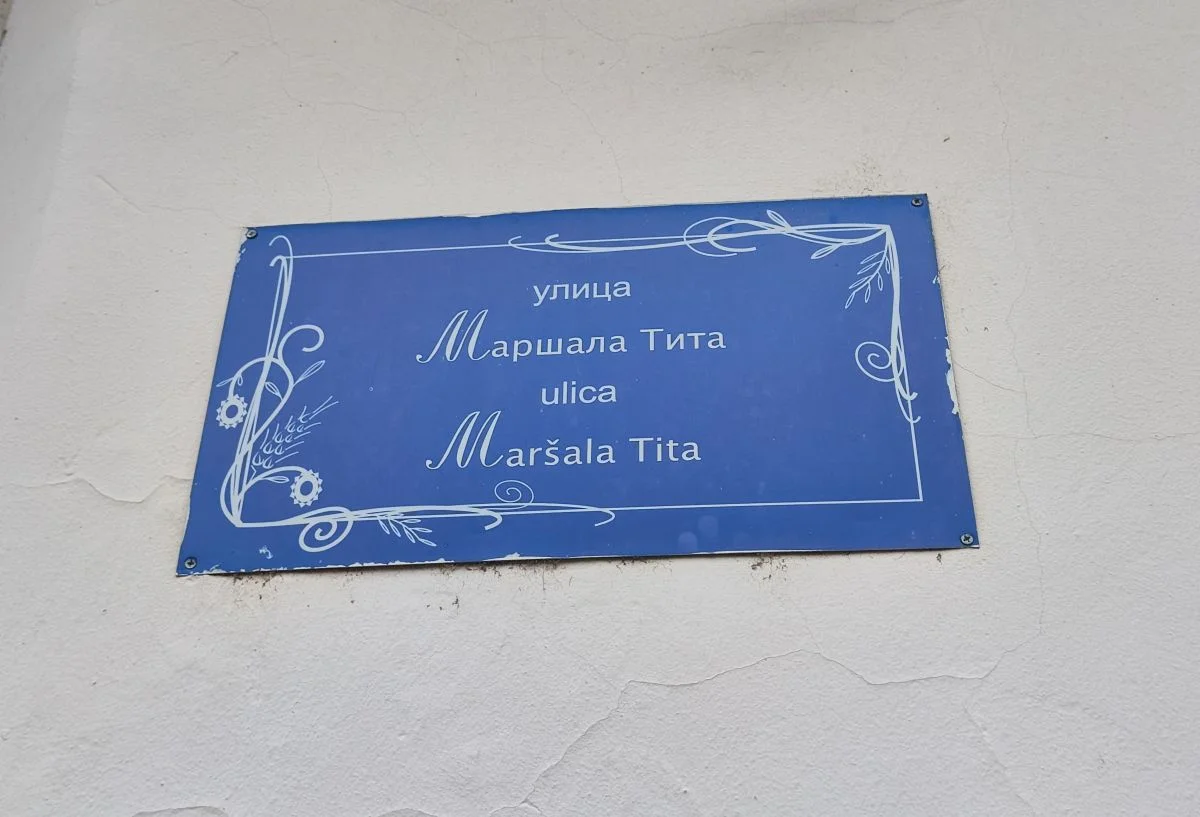 улица
Маршала Тита
ulica
Maršala Tita